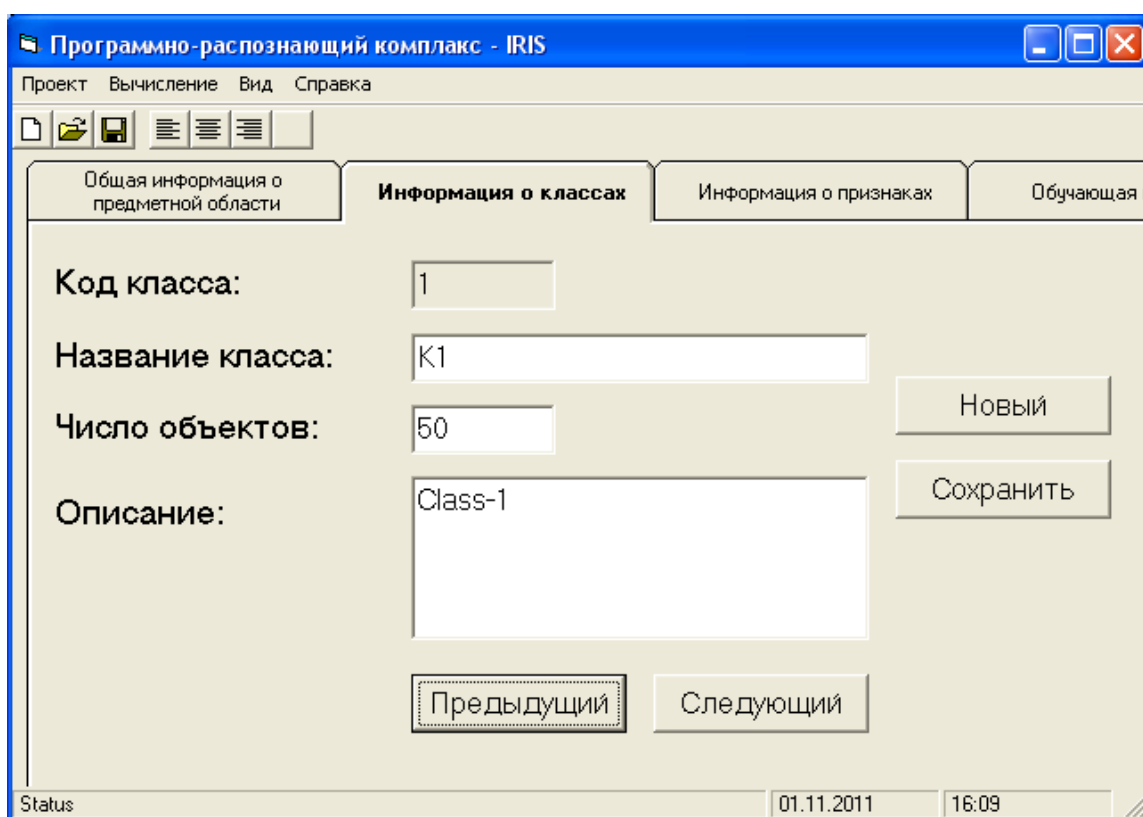 Программно-распознающий комплакс - IRIS
Проект Вычисление Вид Справка
Общая информация о
предметной области
Информация о классах
Информация о признаках
Обучающая
Код класса:
1
Название класса:
K1
Число объектов:
50
Новый
Описание:
Class-1
Сохранить
Предыдущий
Следующий
Status
01.11.2011
16:09